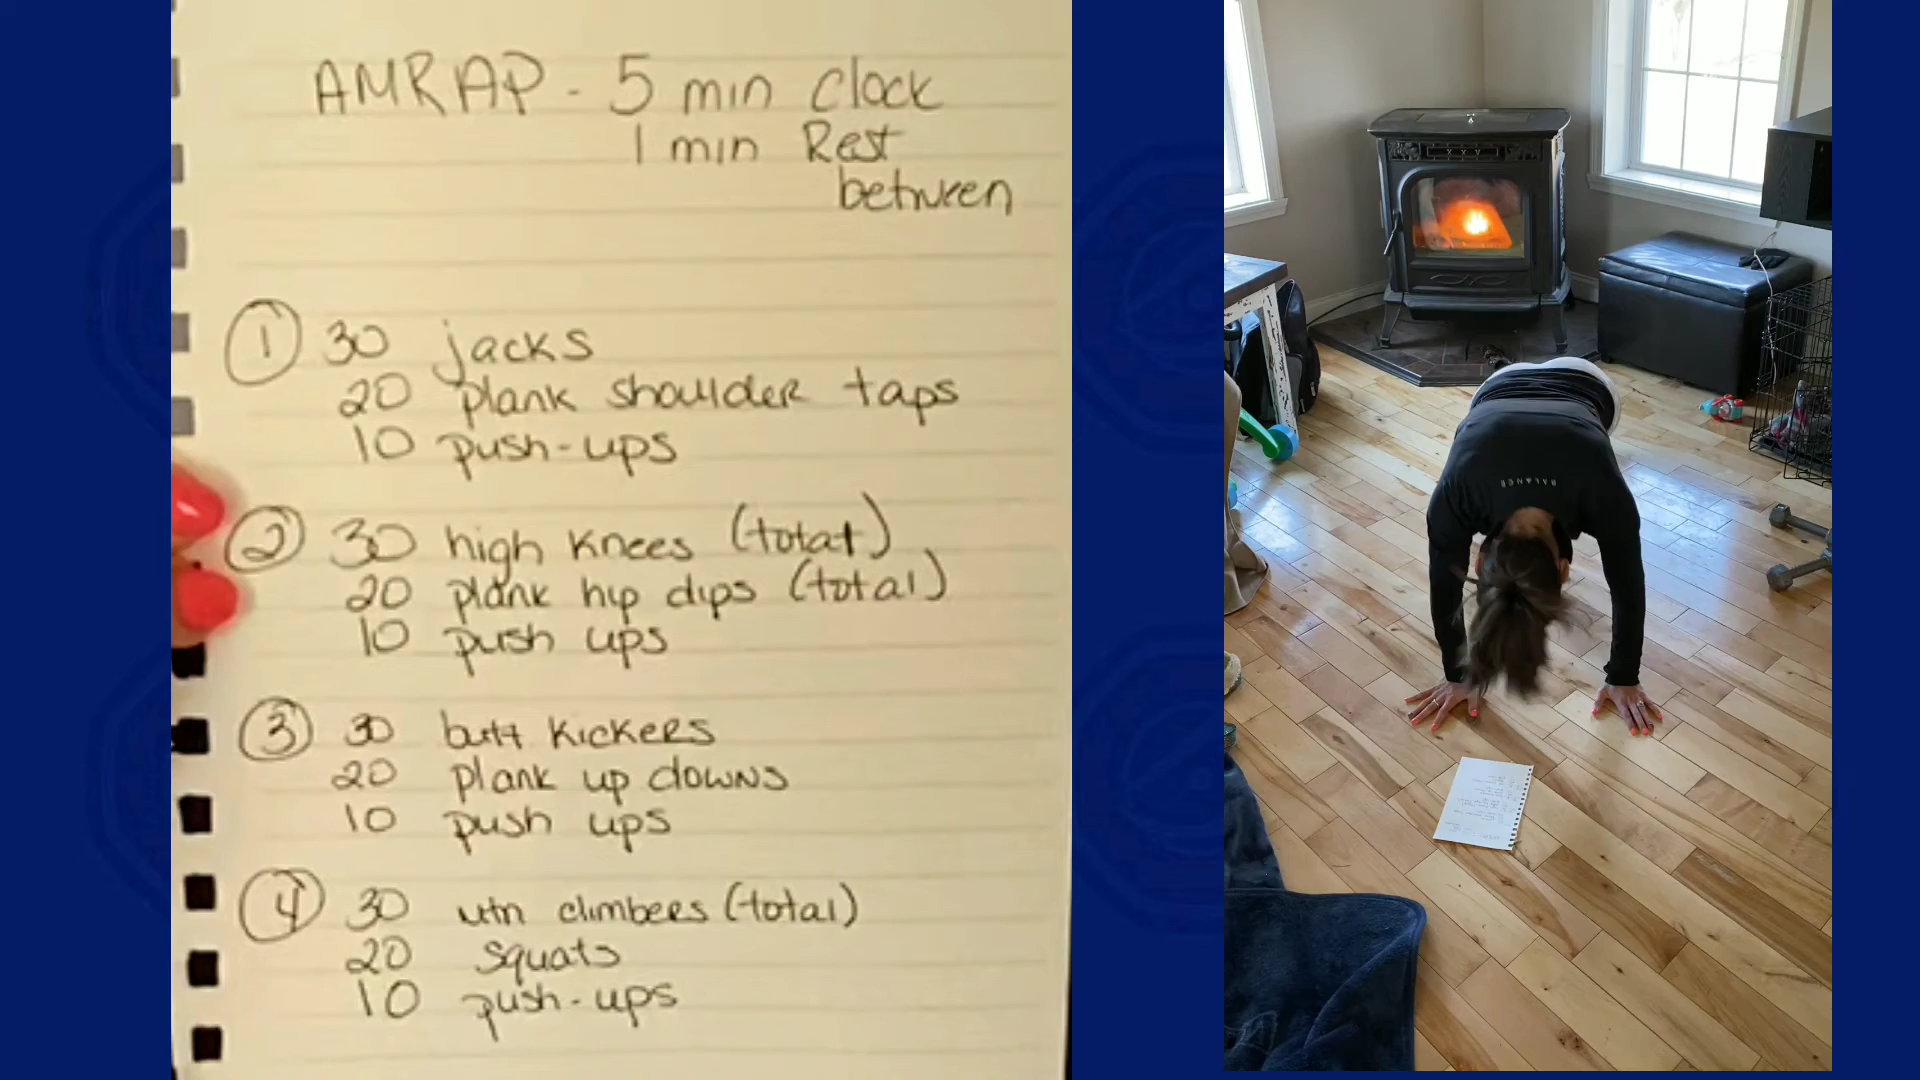 AMRAP - 5 min Clock
1 min Rest
between
① 30 jacks
20 plank shoulder taps
10 push-ups
② 30 high knees (total)
20 plank hip dips (total)
10 push ups
③ 30 butt kickers
20 plank up downs
10 push ups
④ 30 mtn climbers (total)
20 squats
10 push-ups
BALANCE